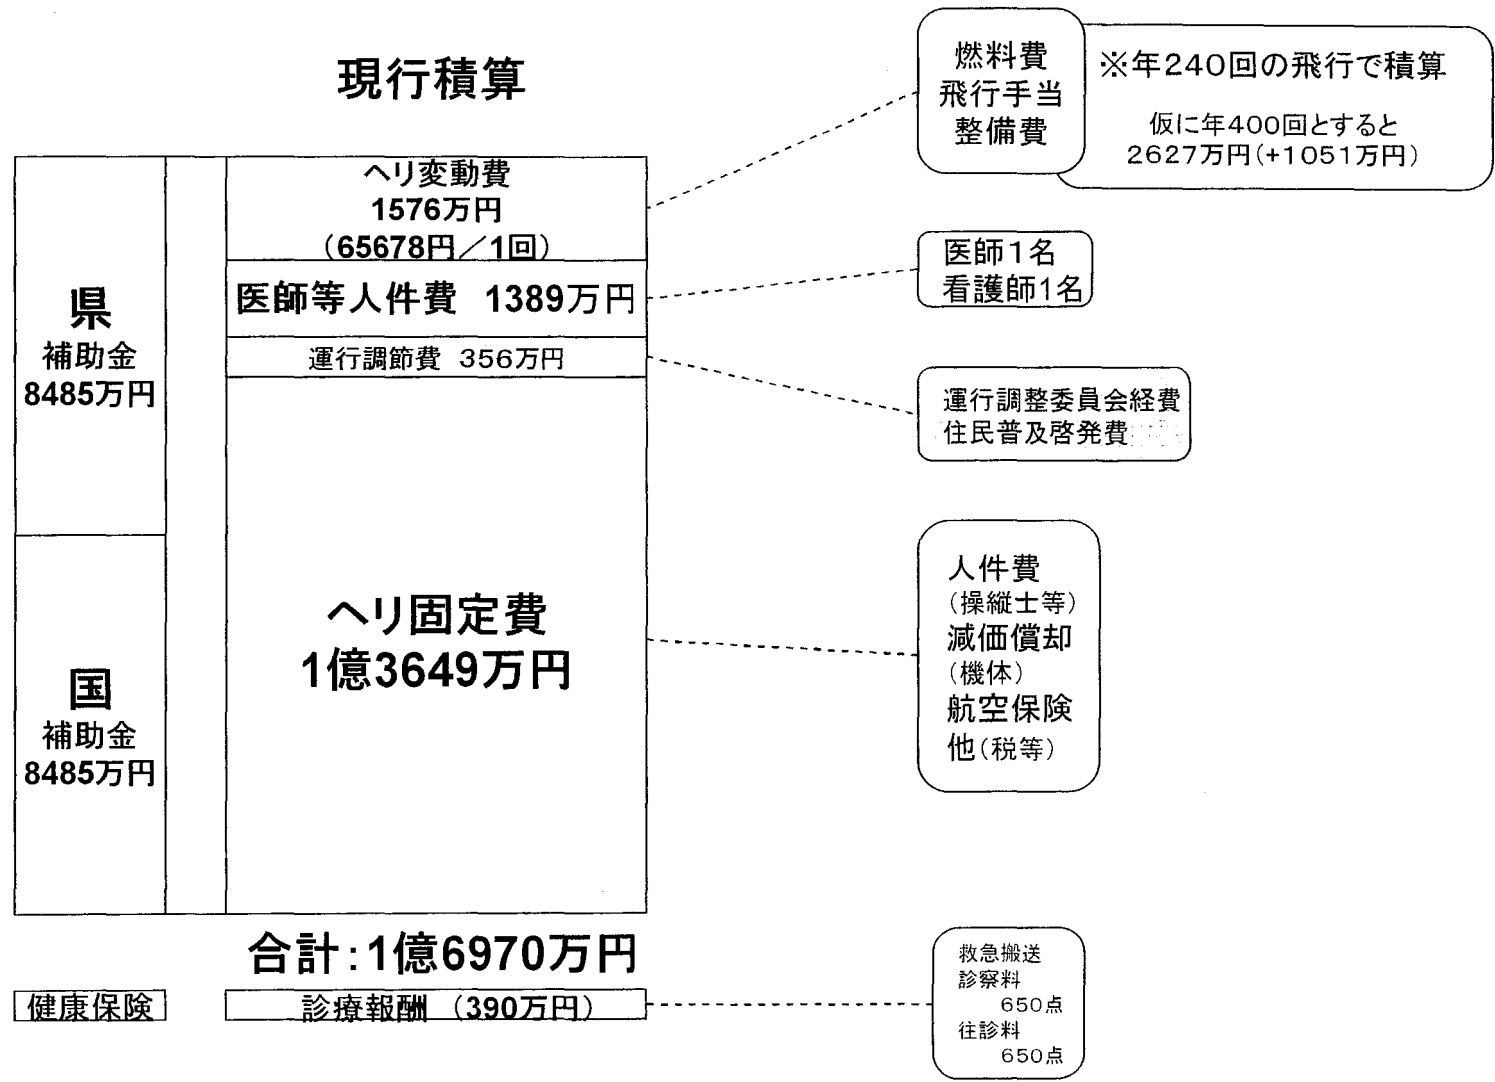 現行積算
県
補助金
8485万円
国
補助金
8485万円
ヘリ変動費
1576万円
（65678円／1回）
医師等人件費 1389万円
運行調節費 356万円
ヘリ固定費
1億3649万円
合計：1億6970万円
健康保険
診療報酬 （390万円）
燃料費
飛行手当
整備費
※年240回の飛行で積算
仮に年400回とすると
2627万円（+1051万円）
医師1名
看護師1名
運行調整委員会経費
住民普及啓発費
人件費
（操縦士等）
減価償却
（機体）
航空保険
他（税等）
救急搬送
診察料
650点
往診料
650点